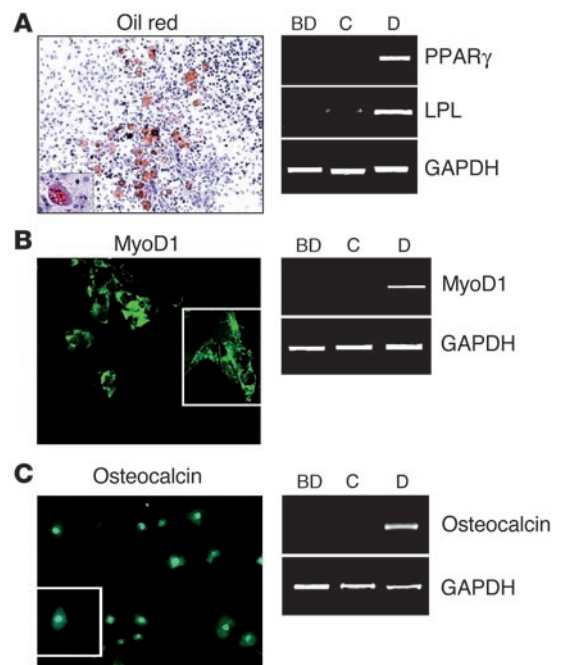 A
Oil red
BD C D
PPARγ
LPL
GAPDH
B
MyoD1
BD C D
MyoD1
GAPDH
C
Osteocalcin
BD C D
Osteocalcin
GAPDH